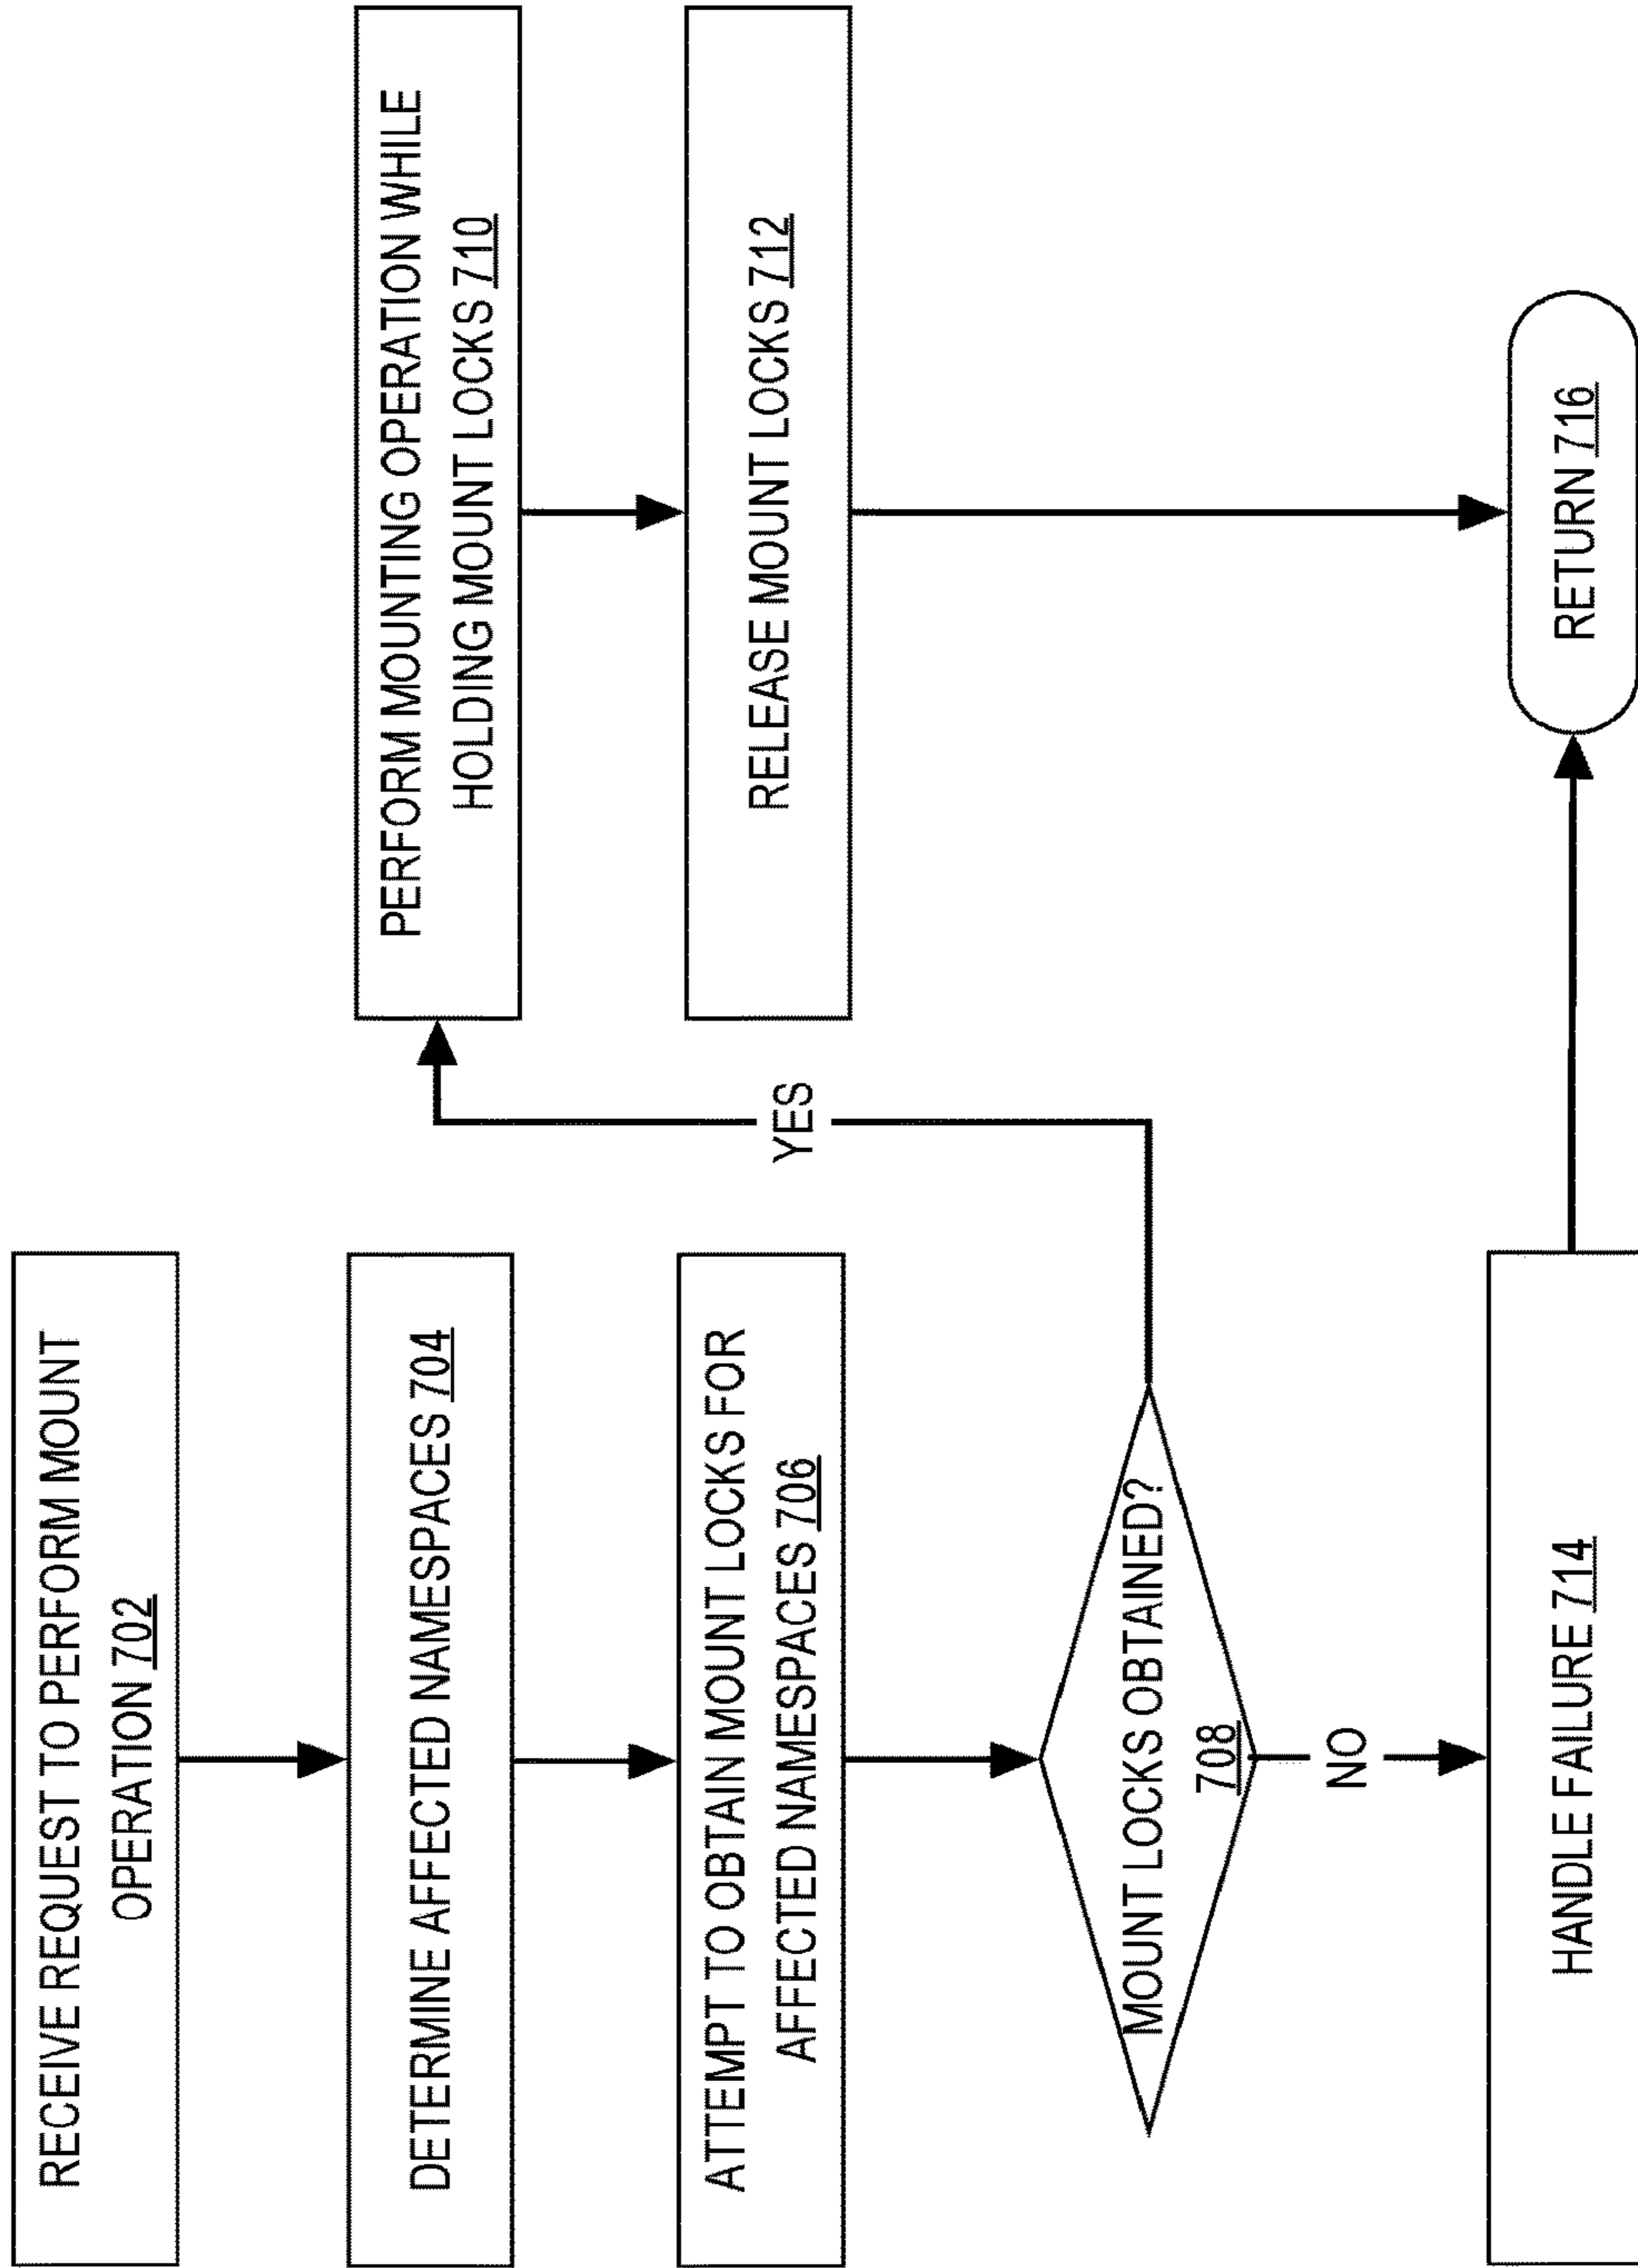 RECEIVE REQUEST TO PERFORM MOUNT
OPERATION 702
DETERMINE AFFECTED NAMESPACES 704
ATTEMPT TO OBTAIN MOUNT LOCKS FOR
AFFECTED NAMESPACES 706
MOUNT LOCKS OBTAINED?
708
YES
NO
PERFORM MOUNTING OPERATION WHILE
HOLDING MOUNT LOCKS 710
RELEASE MOUNT LOCKS 712
HANDLE FAILURE 714
RETURN 716